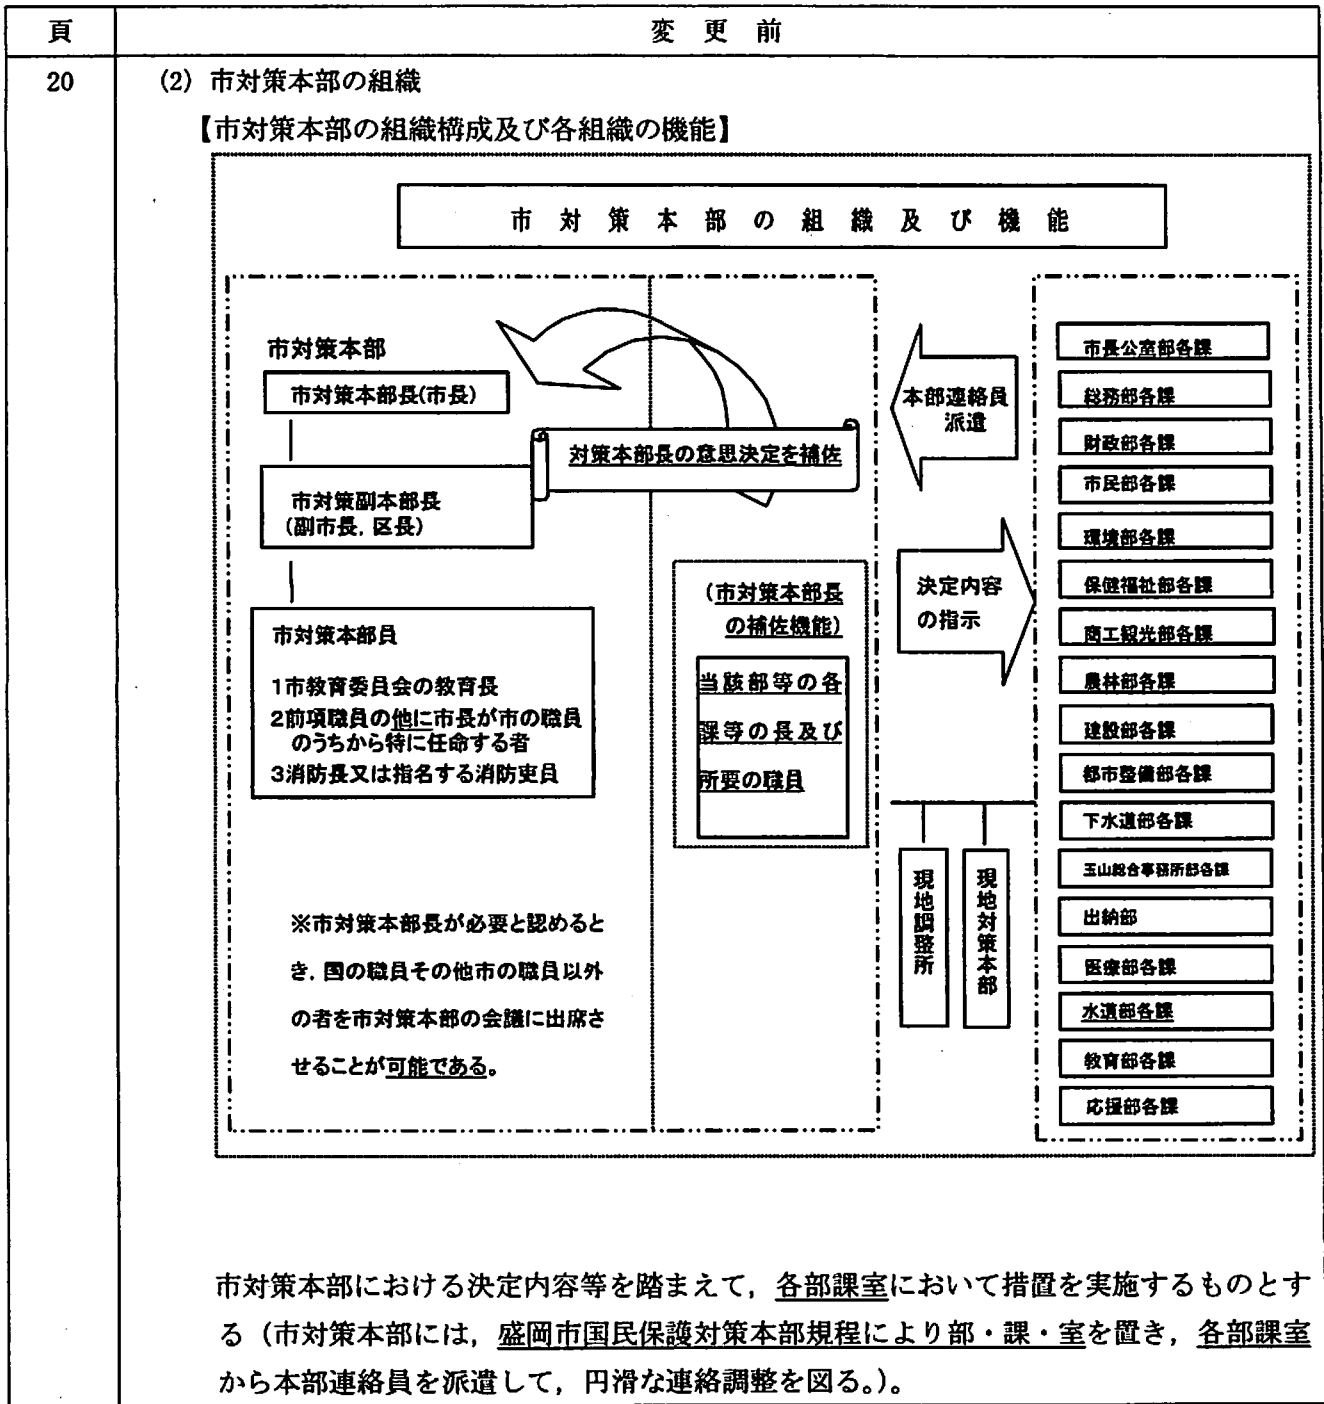 頁
変更前
20
(2) 市対策本部の組織
【市対策本部の組織構成及び各組織の機能】
市対策本部の組織及び機能
市対策本部
市対策本部長(市長)
対策本部長の意思決定を補佐
市対策副本部長
(副市長，区長)
市対策本部員
1市教育委員会の教育長
2前項職員の他に市長が市の職員
のうちから特に任命する者
3消防長又は指名する消防吏員
(市対策本部長
の補佐機能)
当該部等の各
課等の長及び
所要の職員
※市対策本部長が必要と認めると
き，国の職員その他市の職員以外
の者を市対策本部の会議に出席さ
せることが可能である。
本部連絡員
派遣
決定内容
の指示
現地調整所
現地対策本部
市長公室部各課
総務部各課
財政部各課
市民部各課
環境部各課
保健福祉部各課
商工観光部各課
農林部各課
建設部各課
都市整備部各課
下水道部各課
玉山総合事務所部各課
出納部
医療部各課
水道部各課
教育部各課
応援部各課
市対策本部における決定内容等を踏まえて，各部課室において措置を実施するものとす
る（市対策本部には，盛岡市国民保護対策本部規程により部・課・室を置き，各部課室
から本部連絡員を派遣して，円滑な連絡調整を図る。）。